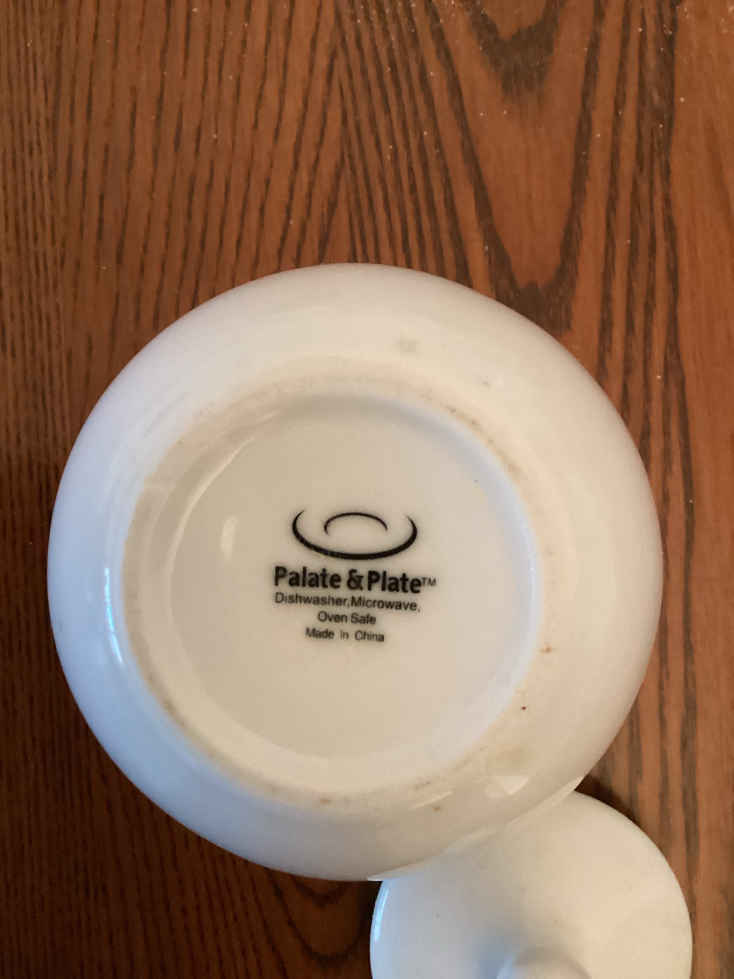 Palate & Plate™
Dishwasher,Microwave,
Oven Safe
Made In China